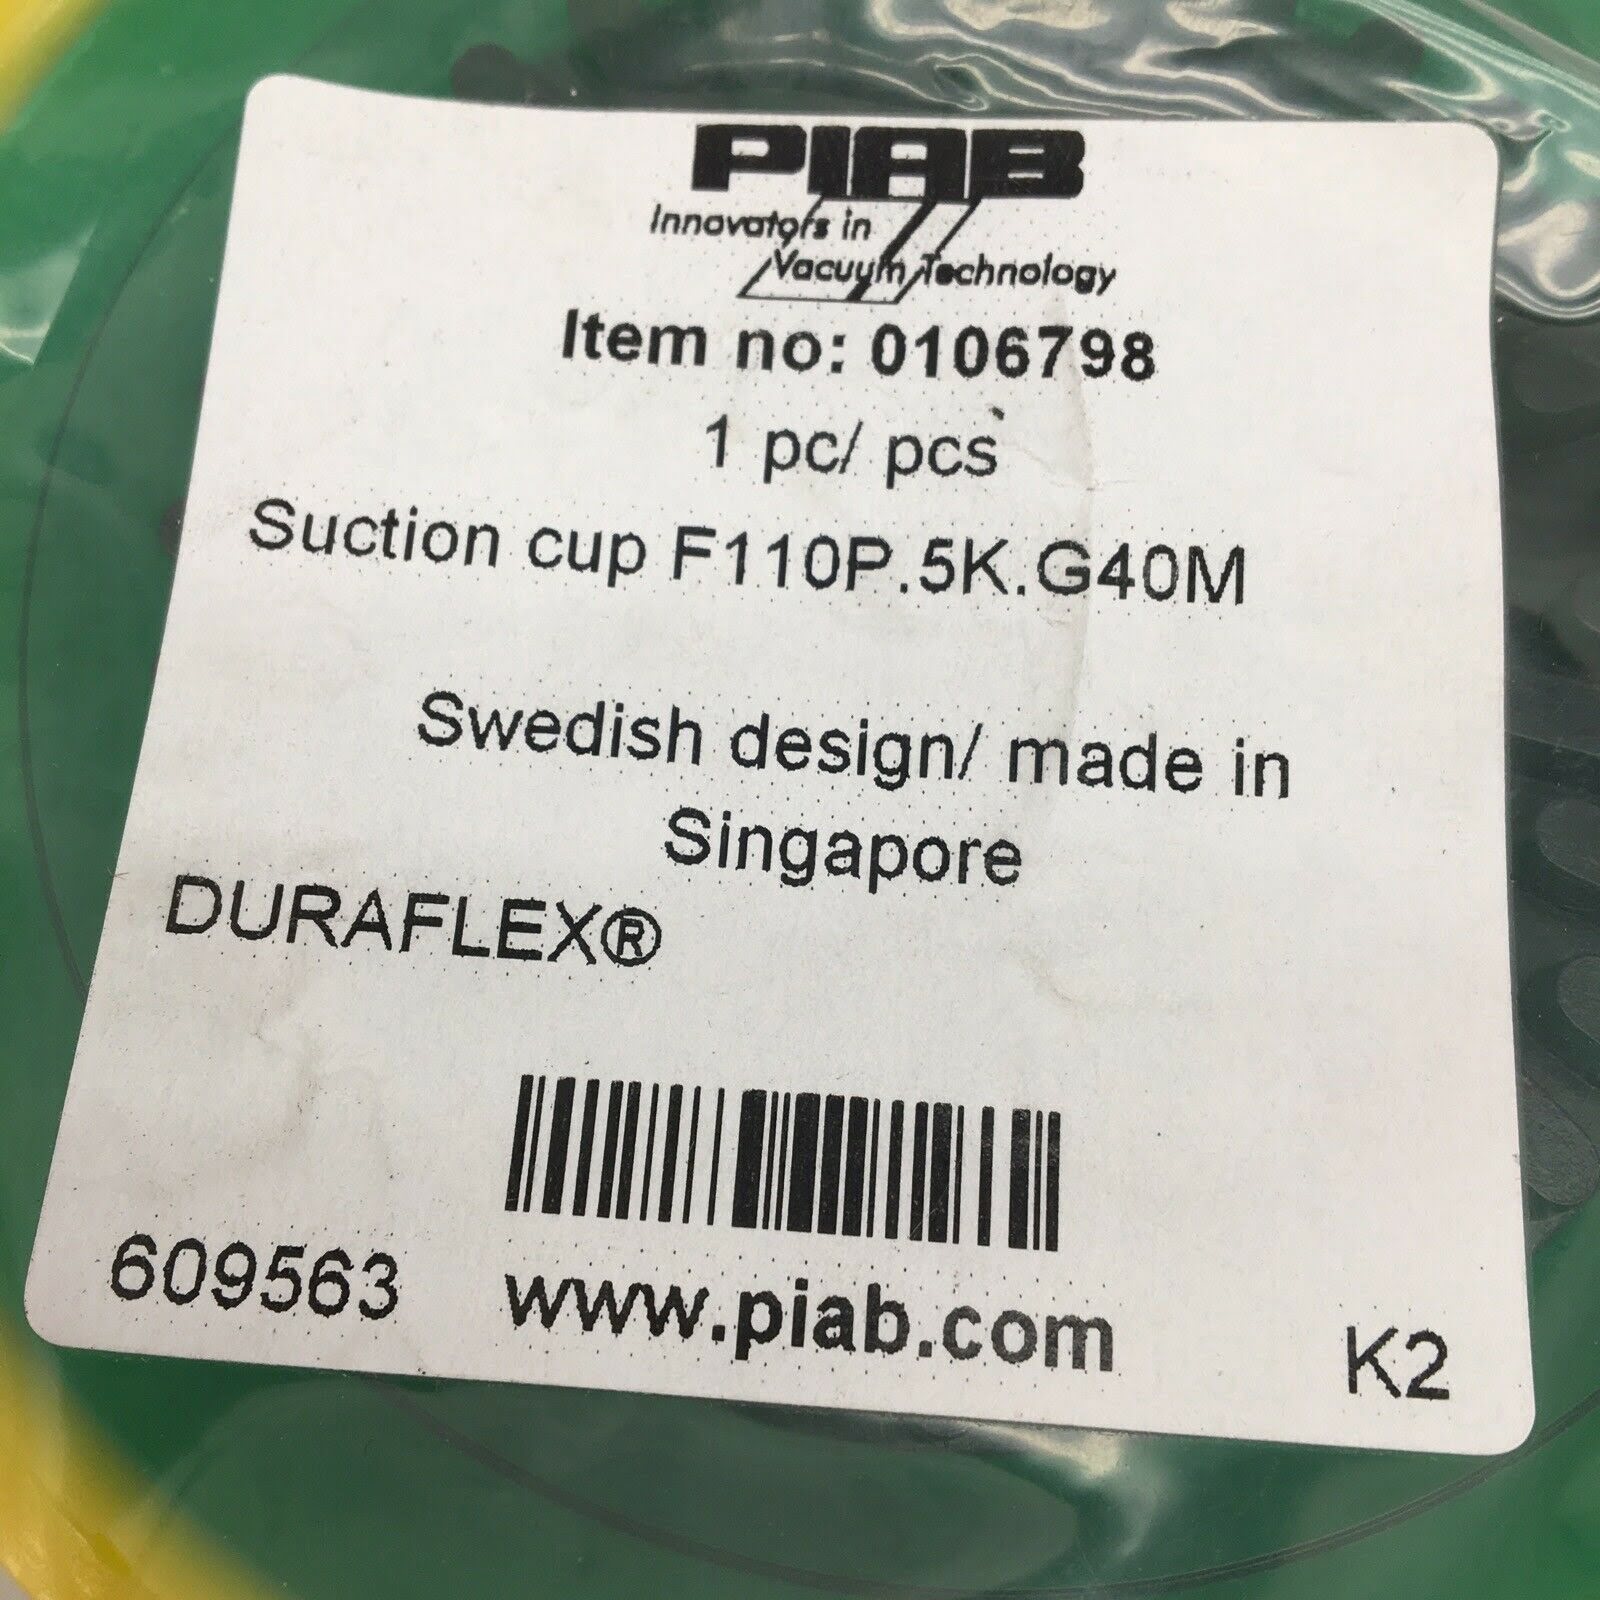 PIAB
Innovators in
Vacuum Technology
Item no: 0106798
1 pc/ pcs
Suction cup F110P.5K.G40M
Swedish design/ made in
Singapore
DURAFLEX®
609563
www.piab.com
K2